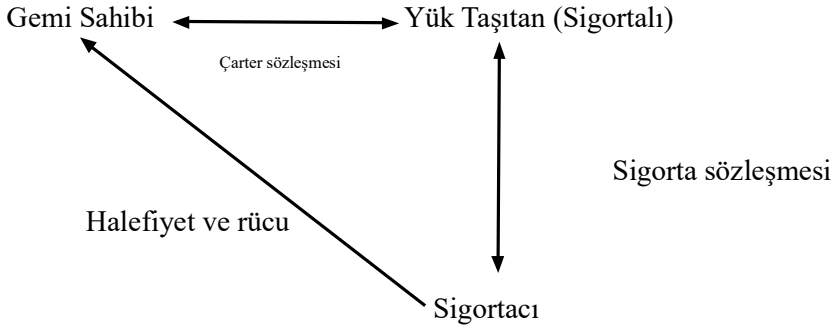 Gemi Sahibi
Yük Taşıtan (Sigortalı)
Çarter sözleşmesi
Sigorta sözleşmesi
Halefiyet ve rücu
Sigortacı